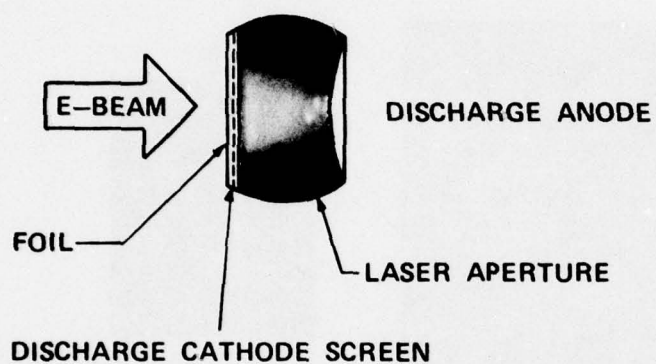 E–BEAM
DISCHARGE ANODE
FOIL
LASER APERTURE
DISCHARGE CATHODE SCREEN